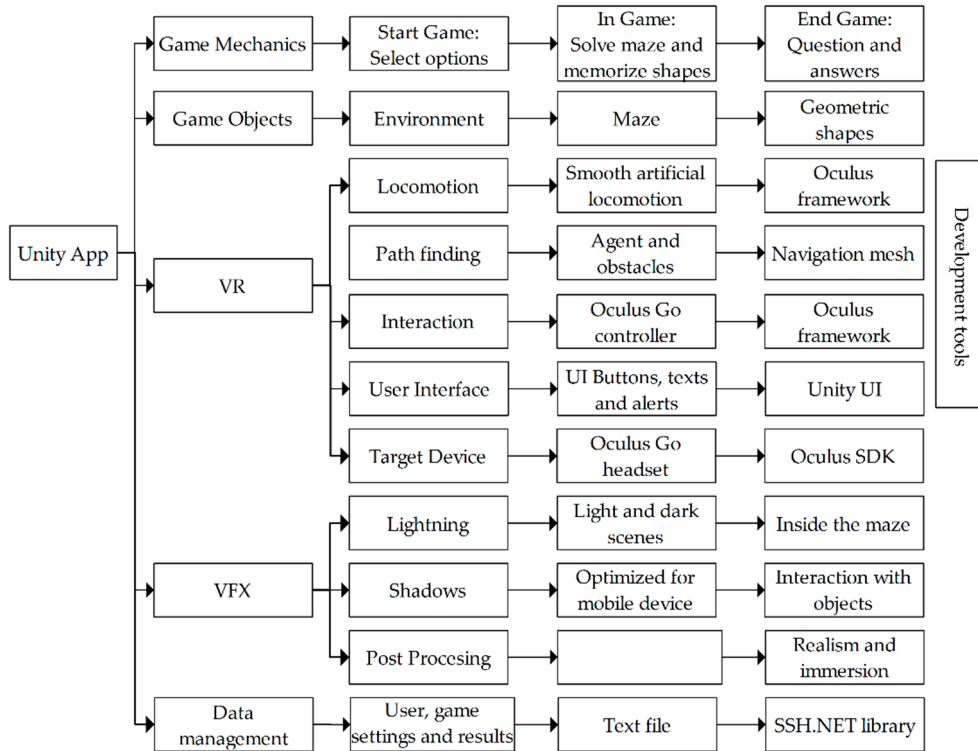 Unity App
Game Mechanics
Start Game:
Select options
In Game:
Solve maze and
memorize shapes
End Game:
Question and
answers
Game Objects
Environment
Maze
Geometric
shapes
VR
Locomotion
Smooth artificial
locomotion
Oculus
framework
Path finding
Agent and
obstacles
Navigation mesh
Interaction
Oculus Go
controller
Oculus
framework
User Interface
UI Buttons, texts
and alerts
Unity UI
Target Device
Oculus Go
headset
Oculus SDK
Development tools
VFX
Lightning
Light and dark
scenes
Inside the maze
Shadows
Optimized for
mobile device
Interaction with
objects
Post Procesing
Realism and
immersion
Data
management
User, game
settings and results
Text file
SSH.NET library